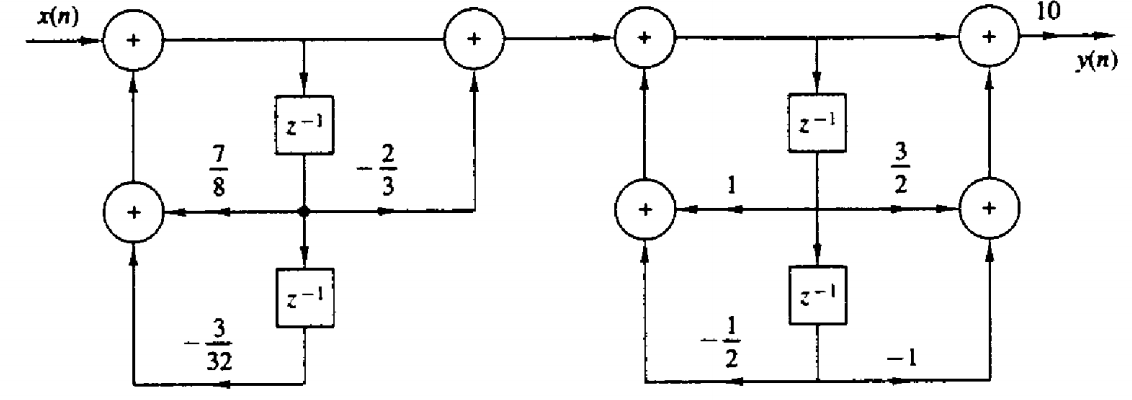 x(n)
+
+
+
+
10
y(n)
z⁻¹
z⁻¹
7/8
-2/3
1
3/2
+
+
+
z⁻¹
z⁻¹
-3/32
-1/2
-1